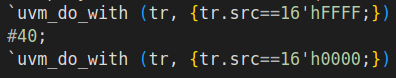 `uvm_do_with (tr, {tr.src==16'hFFFF;})
#40;
`uvm_do_with (tr, {tr.src==16'h0000;})